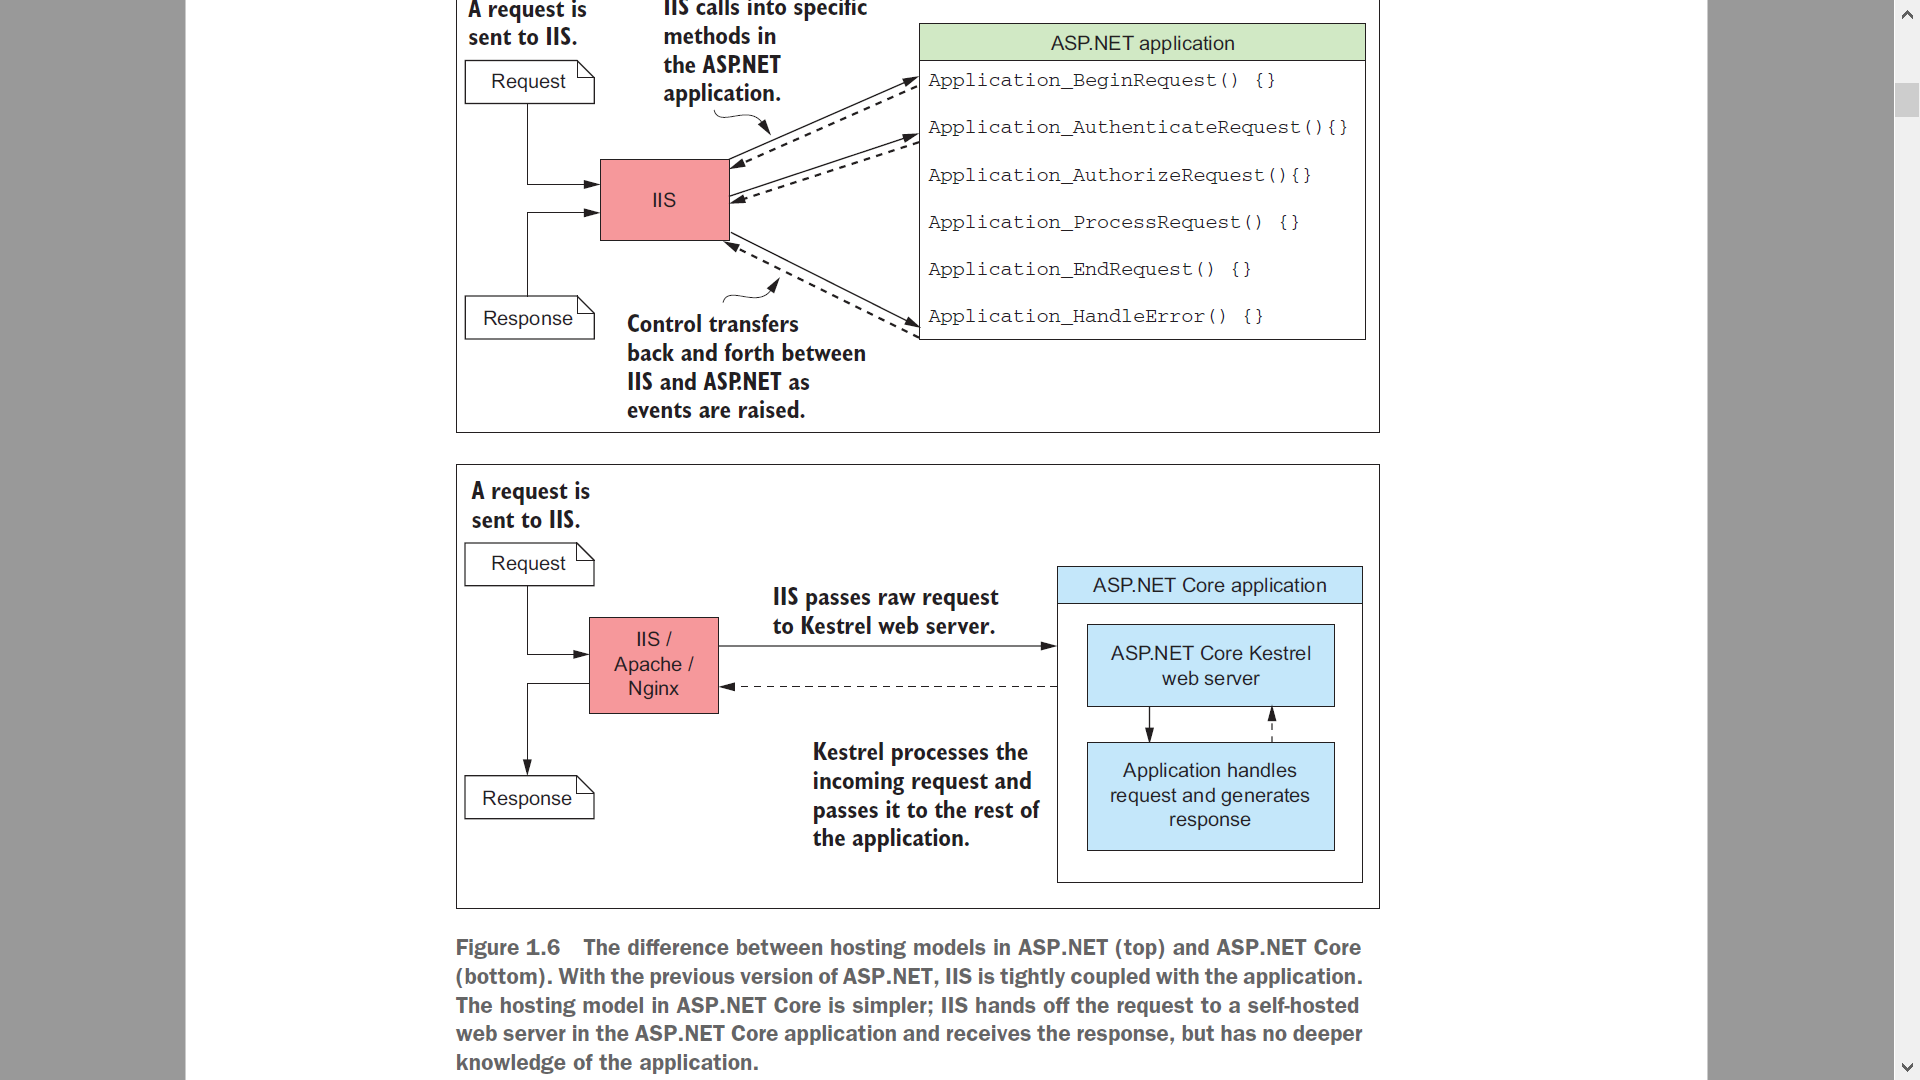 A request is
sent to IIS.
Request
IIS calls into specific
methods in
the ASP.NET
application.
IIS
Response
Control transfers
back and forth between
IIS and ASP.NET as
events are raised.
ASP.NET application
Application_BeginRequest() {}
Application_AuthenticateRequest(){}
Application_AuthorizeRequest(){}
Application_ProcessRequest() {}
Application_EndRequest() {}
Application_HandleError() {}
A request is
sent to IIS.
Request
IIS /
Apache /
Nginx
Response
IIS passes raw request
to Kestrel web server.
Kestrel processes the
incoming request and
passes it to the rest of
the application.
ASP.NET Core application
ASP.NET Core Kestrel
web server
Application handles
request and generates
response
Figure 1.6 The difference between hosting models in ASP.NET (top) and ASP.NET Core
(bottom). With the previous version of ASP.NET, IIS is tightly coupled with the application.
The hosting model in ASP.NET Core is simpler; IIS hands off the request to a self-hosted
web server in the ASP.NET Core application and receives the response, but has no deeper
knowledge of the application.